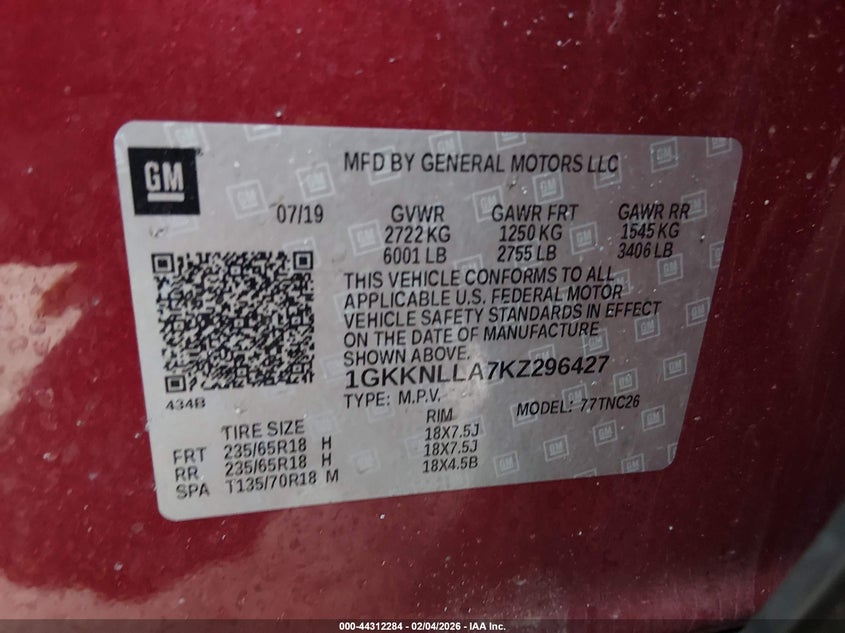 GM
MFD BY GENERAL MOTORS LLC
07/19
GVWR GAWR FRT GAWR RR
2722 KG 1250 KG 1545 KG
6001 LB 2755 LB 3406 LB
THIS VEHICLE CONFORMS TO ALL
APPLICABLE U.S. FEDERAL MOTOR
VEHICLE SAFETY STANDARDS IN EFFECT
ON THE DATE OF MANUFACTURE
SHOWN ABOVE.
1GKKNLLA7KZ296427
TYPE: M.P.V. MODEL: 77TNC26
434B
TIRE SIZE RIM
FRT 235/65R18 H 18X7.5J
RR 235/65R18 H 18X7.5J
SPA T135/70R18 M 18X4.5B
000-44312284 - 02/04/2026 - IAA Inc.